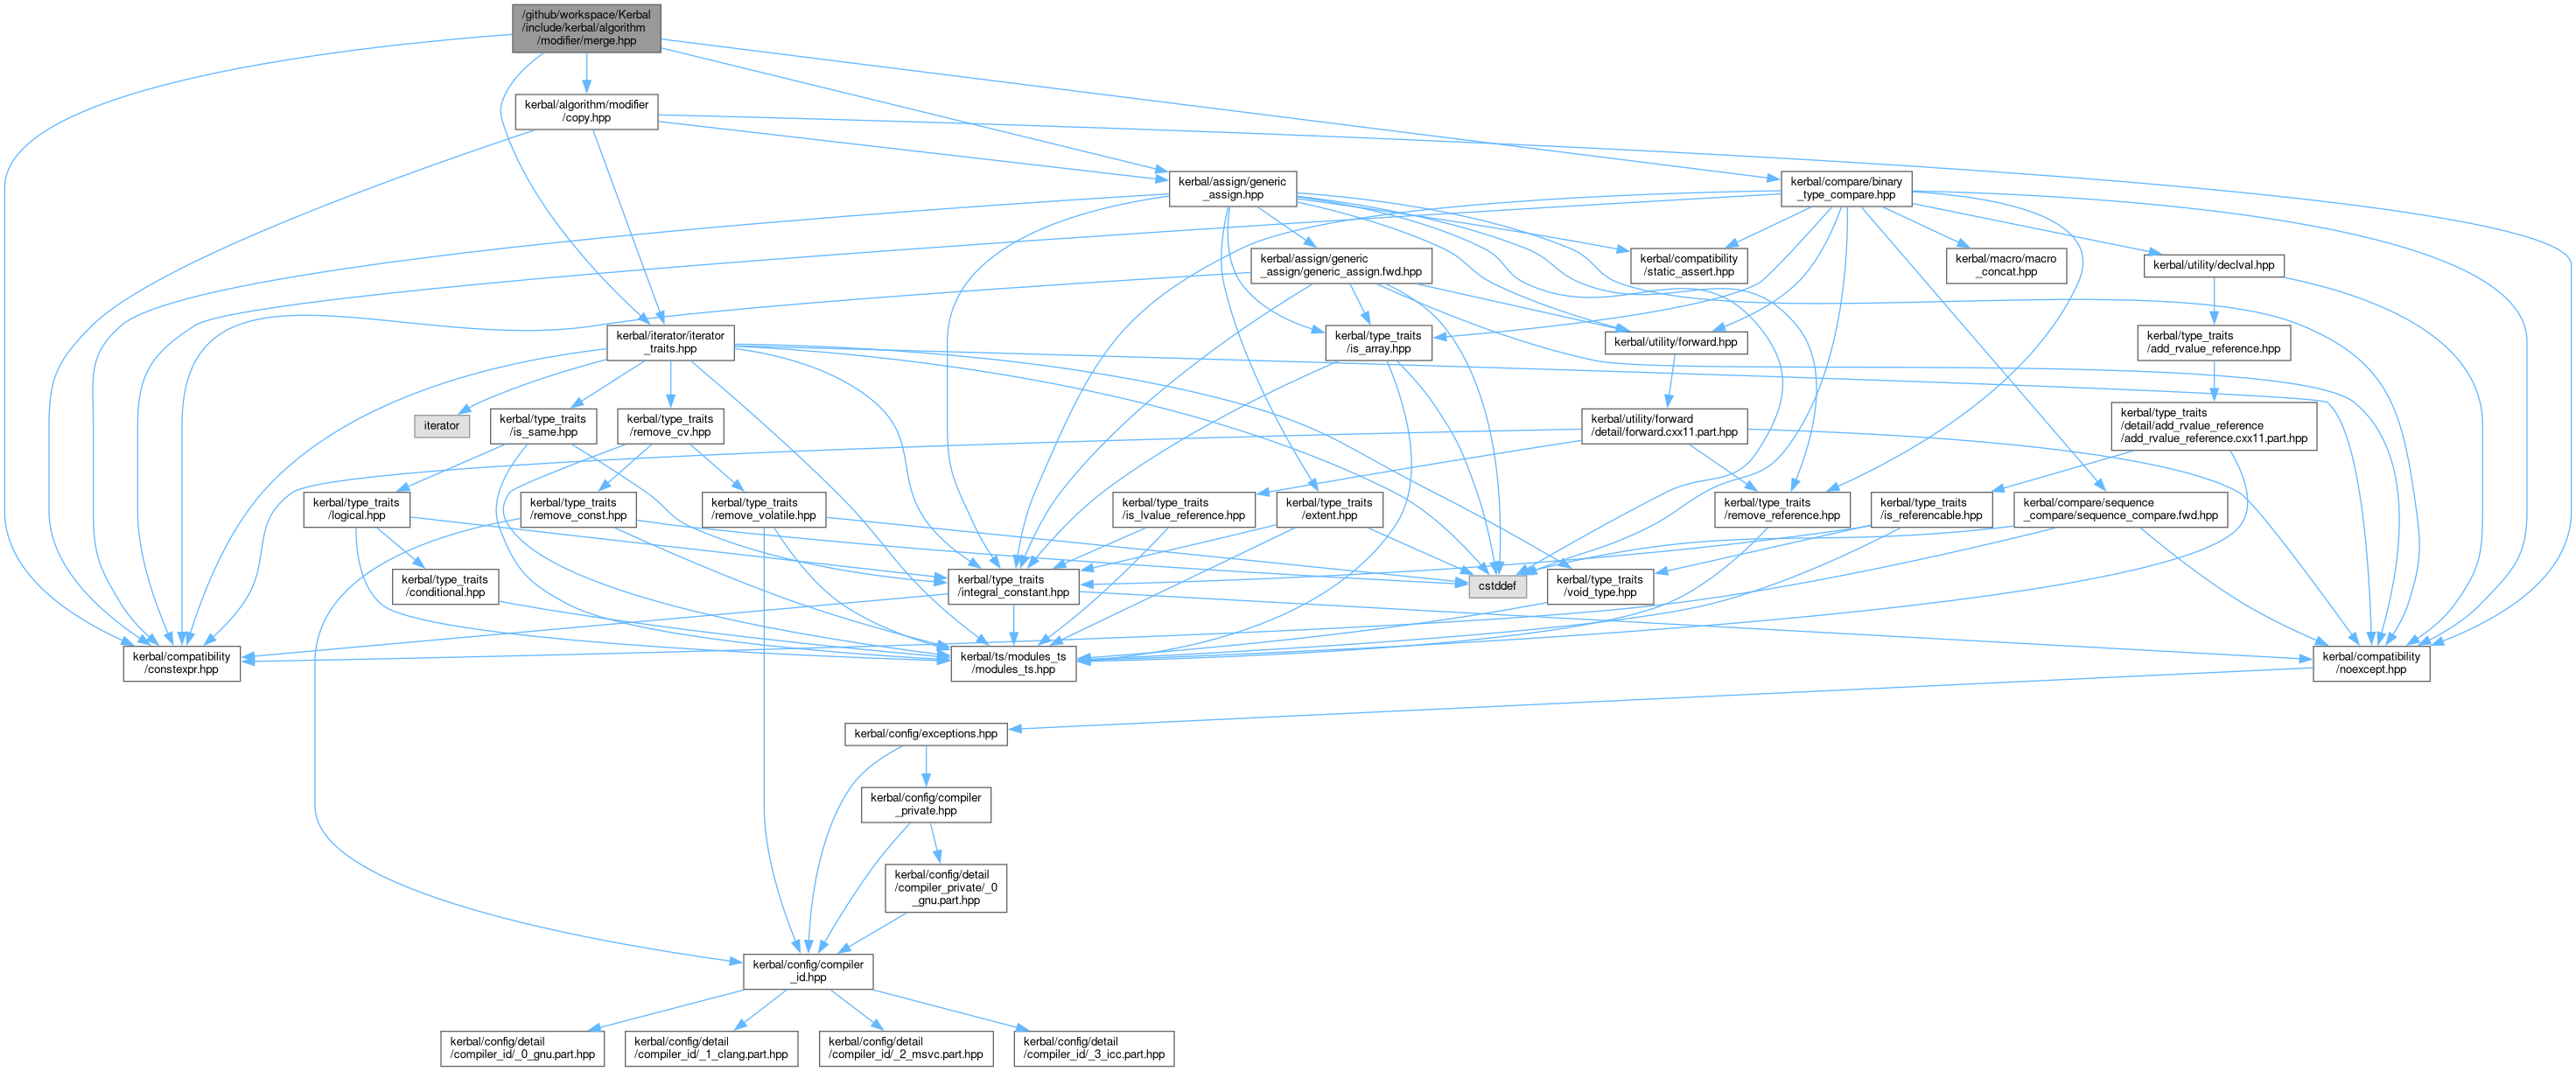 /github/workspace/Kerbal
/include/kerbal/algorithm
/modifier/merge.hpp
kerbal/algorithm/modifier
/copy.hpp
kerbal/assign/generic
_assign.hpp
kerbal/compare/binary
_type_compare.hpp
kerbal/assign/generic
_assign/generic_assign.fwd.hpp
kerbal/compatibility
/static_assert.hpp
kerbal/macro/macro
_concat.hpp
kerbal/utility/declval.hpp
kerbal/iterator/iterator
_traits.hpp
kerbal/type_traits
/is_array.hpp
kerbal/utility/forward.hpp
kerbal/type_traits
/add_rvalue_reference.hpp
iterator
kerbal/type_traits
/is_same.hpp
kerbal/type_traits
/remove_cv.hpp
kerbal/utility/forward
/detail/forward.cxx11.part.hpp
kerbal/type_traits
/detail/add_rvalue_reference
/add_rvalue_reference.cxx11.part.hpp
kerbal/type_traits
/logical.hpp
kerbal/type_traits
/remove_const.hpp
kerbal/type_traits
/remove_volatile.hpp
kerbal/type_traits
/is_lvalue_reference.hpp
kerbal/type_traits
/extent.hpp
kerbal/type_traits
/remove_reference.hpp
kerbal/type_traits
/is_referencable.hpp
kerbal/compare/sequence
_compare/sequence_compare.fwd.hpp
kerbal/type_traits
/conditional.hpp
kerbal/type_traits
/integral_constant.hpp
cstddef
kerbal/type_traits
/void_type.hpp
kerbal/compatibility
/constexpr.hpp
kerbal/ts/modules_ts
/modules_ts.hpp
kerbal/compatibility
/noexcept.hpp
kerbal/config/exceptions.hpp
kerbal/config/compiler
_private.hpp
kerbal/config/detail
/compiler_private/_0
_gnu.part.hpp
kerbal/config/compiler
_id.hpp
kerbal/config/detail
/compiler_id/_0_gnu.part.hpp
kerbal/config/detail
/compiler_id/_1_clang.part.hpp
kerbal/config/detail
/compiler_id/_2_msvc.part.hpp
kerbal/config/detail
/compiler_id/_3_icc.part.hpp